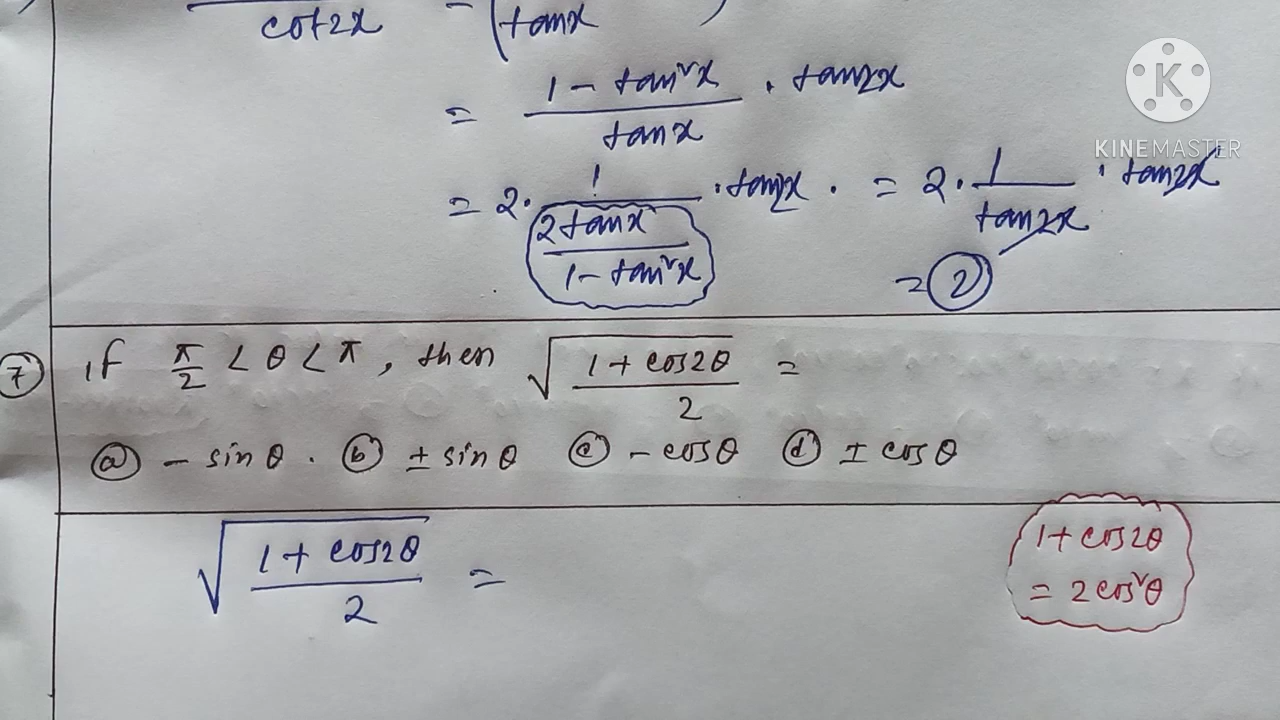 cot2x = (tanx )
= 1 - tan²x / tanx . tan2x
= 2. 1 / (2tanx / 1 - tan²x) . tan2x . = 2. 1 / tan2x . tan2x
= 2
7 if π/2 < θ < π, then √(1 + cos2θ / 2) =
a - sinθ . b ± sinθ c - cosθ d ± cosθ
√(1 + cos2θ / 2) =
1 + cos2θ
= 2cos²θ
K
KINEMASTER